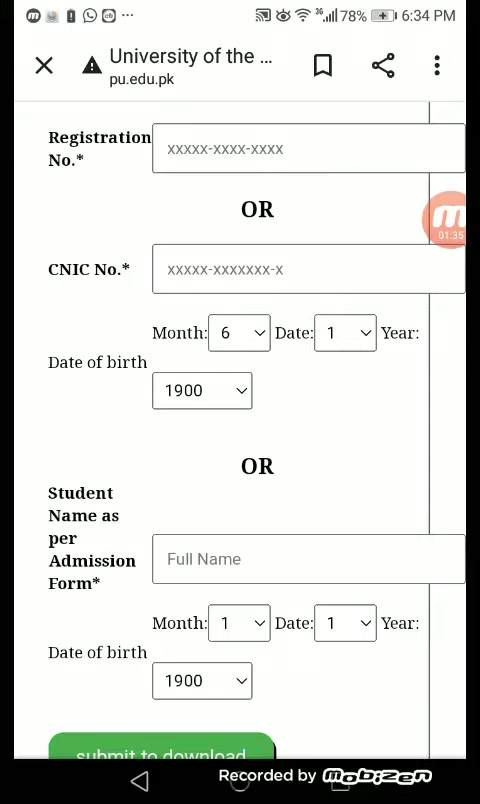 3G 78% 6:34 PM
University of the ...
pu.edu.pk
Registration
No.*
xxxxx-xxxx-xxxx
OR
01:35
CNIC No.*
xxxxx-xxxxxxx-x
Month: 6 Date: 1 Year:
Date of birth
1900
OR
Student
Name as
per
Admission
Form*
Full Name
Month: 1 Date: 1 Year:
Date of birth
1900
submit to download
Recorded by Mobizen